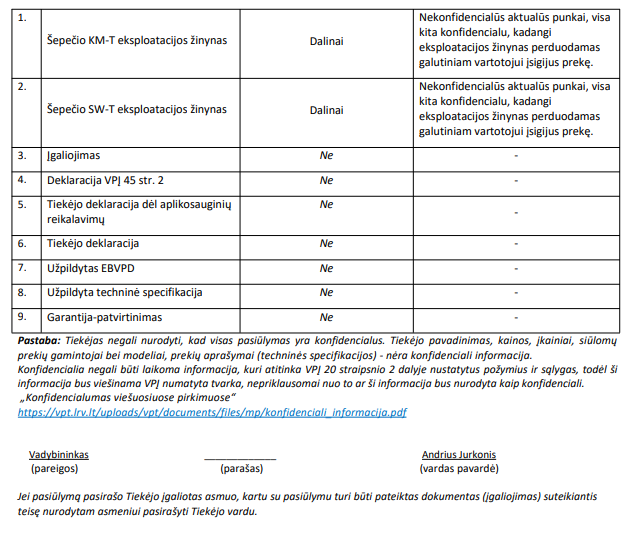 1.
Šepečio KM-T eksploatacijos žinynas
Dalinai
Nekonfidencialūs aktualūs punkai, visa
kita konfidencialu, kadangi
eksploatacijos žinynas perduodamas
galutiniam vartotojui įsigijus prekę.
2.
Šepečio SW-T eksploatacijos žinynas
Dalinai
Nekonfidencialūs aktualūs punkai, visa
kita konfidencialu, kadangi
eksploatacijos žinynas perduodamas
galutiniam vartotojui įsigijus prekę.
3. Įgaliojimas Ne -
4. Deklaracija VPĮ 45 str. 2 Ne -
5. Tiekėjo deklaracija dėl aplikosauginių Ne -
reikalavimų
6. Tiekėjo deklaracija Ne -
7. Užpildytas EBVPD Ne -
8. Užpildyta techninė specifikacija Ne -
9. Garantija-patvirtinimas Ne -
Pastaba: Tiekėjas negali nurodyti, kad visas pasiūlymas yra konfidencialus. Tiekėjo pavadinimas, kainos, įkainiai, siūlomų
prekių gamintojai bei modeliai, prekių aprašymai (techninės specifikacijos) - nėra konfidenciali informacija.
Konfidencialia negali būti laikoma informacija, kuri atitinka VPĮ 20 straipsnio 2 dalyje nustatytus požymius ir sąlygas, todėl ši
informacija bus viešinama VPĮ numatyta tvarka, nepriklausomai nuo to ar ši informacija bus nurodyta kaip konfidenciali.
„Konfidencialumas viešuosiuose pirkimuose“
https://vpt.lrv.lt/uploads/vpt/documents/files/mp/konfidenciali_informacija.pdf
Vadybininkas _____________ Andrius Jurkonis
(pareigos) (parašas) (vardas pavardė)
Jei pasiūlymą pasirašo Tiekėjo įgaliotas asmuo, kartu su pasiūlymu turi būti pateiktas dokumentas (įgaliojimas) suteikiantis
teisę nurodytam asmeniui pasirašyti Tiekėjo vardu.